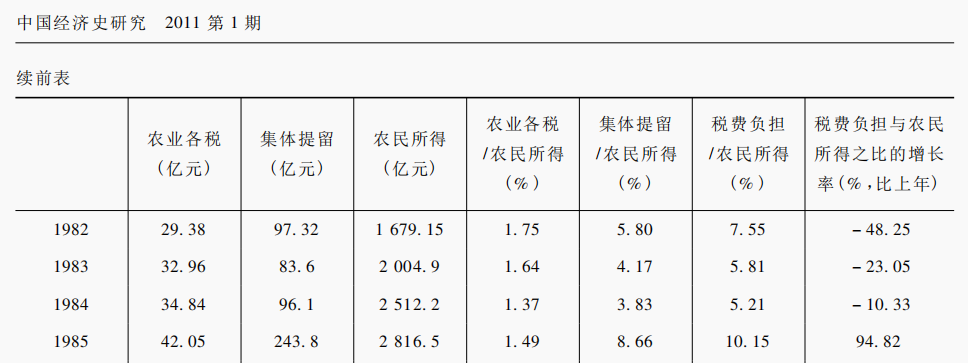 中国经济史研究 2011 第 1 期
续前表
农业各税 集体提留 农民所得 农业各税 集体提留 税费负担 税费负担与农民
(亿元) (亿元) (亿元) /农民所得 /农民所得 /农民所得 所得之比的增长
(%) (%) (%) 率(%,比上年)
1982 29.38 97.32 1 679.15 1.75 5.80 7.55 -48.25
1983 32.96 83.6 2 004.9 1.64 4.17 5.81 -23.05
1984 34.84 96.1 2 512.2 1.37 3.83 5.21 -10.33
1985 42.05 243.8 2 816.5 1.49 8.66 10.15 94.82